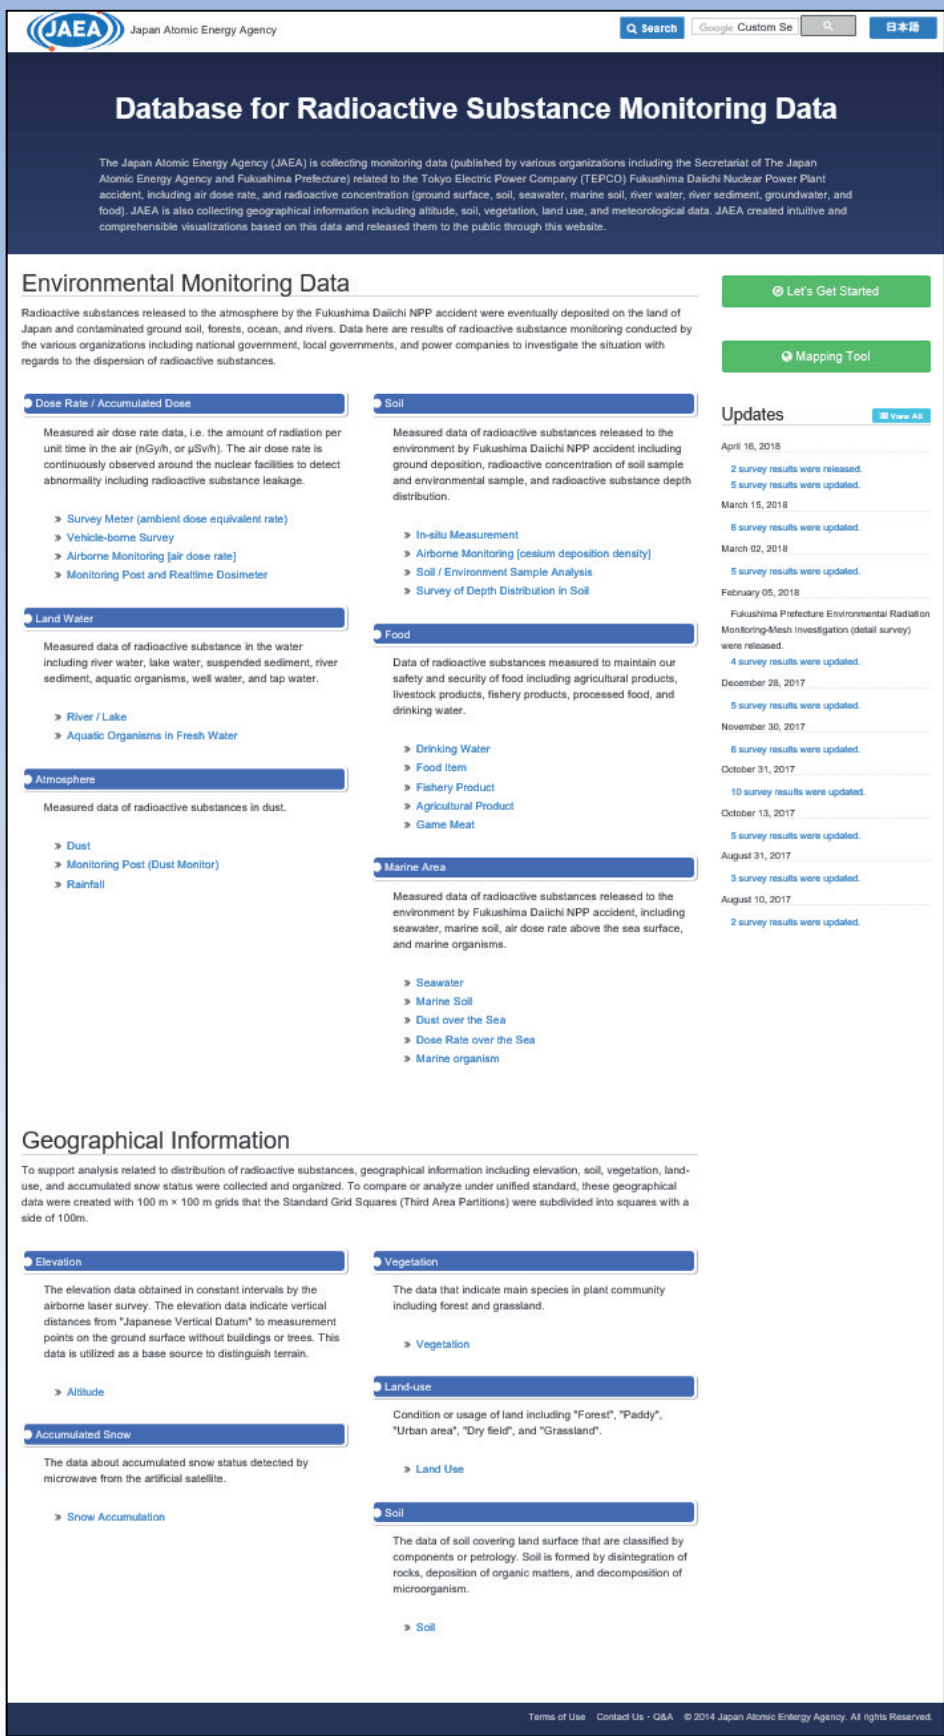 JAEA Japan Atomic Energy Agency
Search
Google Custom Se
日本語
Database for Radioactive Substance Monitoring Data
The Japan Atomic Energy Agency (JAEA) is collecting monitoring data (published by various organizations including the Secretariat of The Japan
Atomic Energy Agency and Fukushima Prefecture) related to the Tokyo Electric Power Company (TEPCO) Fukushima Daiichi Nuclear Power Plant
accident, including air dose rate, and radioactive concentration (ground surface, soil, seawater, marine soil, river water, river sediment, groundwater, and
food). JAEA is also collecting geographical information including altitude, soil, vegetation, land use, and meteorological data. JAEA created intuitive and
comprehensible visualizations based on this data and released them to the public through this website.
Environmental Monitoring Data
Radioactive substances released to the atmosphere by the Fukushima Daiichi NPP accident were eventually deposited on the land of
Japan and contaminated ground soil, forests, ocean, and rivers. Data here are results of radioactive substance monitoring conducted by
the various organizations including national government, local governments, and power companies to investigate the situation with
regards to the dispersion of radioactive substances.
Dose Rate / Accumulated Dose
Measured air dose rate data, i.e. the amount of radiation per
unit time in the air (nGy/h, or μSv/h). The air dose rate is
continuously observed around the nuclear facilities to detect
abnormality including radioactive substance leakage.
» Survey Meter (ambient dose equivalent rate)
» Vehicle-borne Survey
» Airborne Monitoring [air dose rate]
» Monitoring Post and Realtime Dosimeter
Land Water
Measured data of radioactive substance in the water
including river water, lake water, suspended sediment, river
sediment, aquatic organisms, well water, and tap water.
» River / Lake
» Aquatic Organisms in Fresh Water
Atmosphere
Measured data of radioactive substances in dust.
» Dust
» Monitoring Post (Dust Monitor)
» Rainfall
Soil
Measured data of radioactive substances released to the
environment by Fukushima Daiichi NPP accident including
ground deposition, radioactive concentration of soil sample
and environmental sample, and radioactive substance depth
distribution.
» In-situ Measurement
» Airborne Monitoring [cesium deposition density]
» Soil / Environment Sample Analysis
» Survey of Depth Distribution in Soil
Food
Data of radioactive substances measured to maintain our
safety and security of food including agricultural products,
livestock products, fishery products, processed food, and
drinking water.
» Drinking Water
» Food Item
» Fishery Product
» Agricultural Product
» Game Meat
Marine Area
Measured data of radioactive substances released to the
environment by Fukushima Daiichi NPP accident, including
seawater, marine soil, air dose rate above the sea surface,
and marine organisms.
» Seawater
» Marine Soil
» Dust over the Sea
» Dose Rate over the Sea
» Marine organism
Let's Get Started
Mapping Tool
Updates
View All
April 16, 2018
2 survey results were released.
5 survey results were updated.
March 15, 2018
6 survey results were updated.
March 02, 2018
5 survey results were updated.
February 05, 2018
Fukushima Prefecture Environmental Radiation
Monitoring-Mesh Investigation (detail survey)
were released.
4 survey results were updated.
December 28, 2017
5 survey results were updated.
November 30, 2017
6 survey results were updated.
October 31, 2017
10 survey results were updated.
October 13, 2017
5 survey results were updated.
August 31, 2017
3 survey results were updated.
August 10, 2017
2 survey results were updated.
Geographical Information
To support analysis related to distribution of radioactive substances, geographical information including elevation, soil, vegetation, land-
use, and accumulated snow status were collected and organized. To compare or analyze under unified standard, these geographical
data were created with 100 m × 100 m grids that the Standard Grid Squares (Third Area Partitions) were subdivided into squares with a
side of 100m.
Elevation
The elevation data obtained in constant intervals by the
airborne laser survey. The elevation data indicate vertical
distances from "Japanese Vertical Datum" to measurement
points on the ground surface without buildings or trees. This
data is utilized as a base source to distinguish terrain.
» Altitude
Accumulated Snow
The data about accumulated snow status detected by
microwave from the artificial satellite.
» Snow Accumulation
Vegetation
The data that indicate main species in plant community
including forest and grassland.
» Vegetation
Land-use
Condition or usage of land including "Forest", "Paddy",
"Urban area", "Dry field", and "Grassland".
» Land Use
Soil
The data of soil covering land surface that are classified by
components or petrology. Soil is formed by disintegration of
rocks, deposition of organic matters, and decomposition of
microorganism.
» Soil
Terms of Use Contact Us・Q&A © 2014 Japan Atomic Entergy Agency. All rights Reserved.